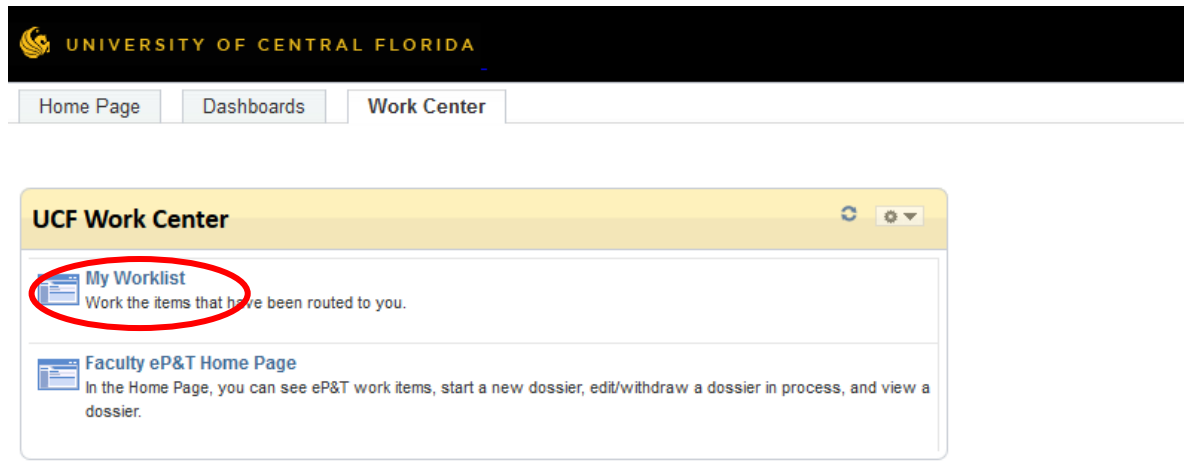 UNIVERSITY OF CENTRAL FLORIDA
Home Page Dashboards Work Center
UCF Work Center
My Worklist
Work the items that have been routed to you.
Faculty eP&T Home Page
In the Home Page, you can see eP&T work items, start a new dossier, edit/withdraw a dossier in process, and view a
dossier.